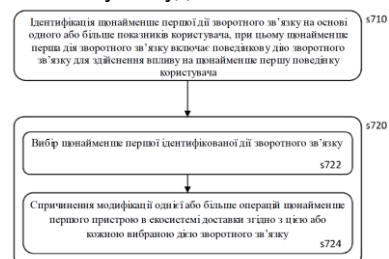 Ідентифікація щонайменше першої дії зворотного зв'язку на основі
одного або більше показників користувача, при цьому щонайменше
перша дія зворотного зв'язку включає поведінкову дію зворотного
зв'язку для здійснення впливу на щонайменше першу поведінку
користувача
s710
s720
Вибір щонайменше першої ідентифікованої дії зворотного зв'язку
s722
Спричинення модифікації однієї або більше операцій щонайменше
першого пристрою в екосистемі доставки згідно з цією або
кожною вибраною дією зворотного зв'язку
s724